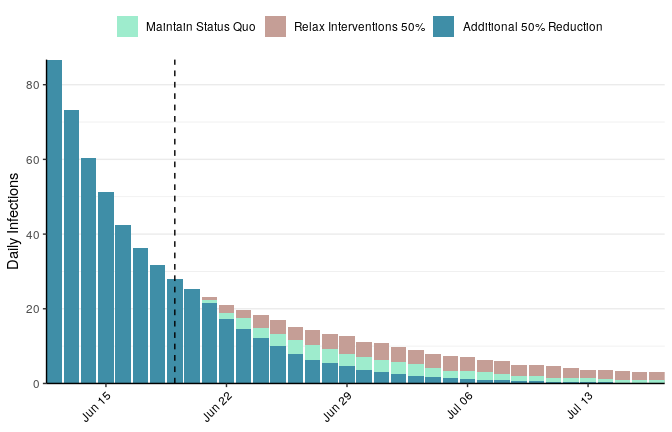 Maintain Status Quo Relax Interventions 50% Additional 50% Reduction
Daily Infections
80
60
40
20
0
Jun 15 Jun 22 Jun 29 Jul 06 Jul 13